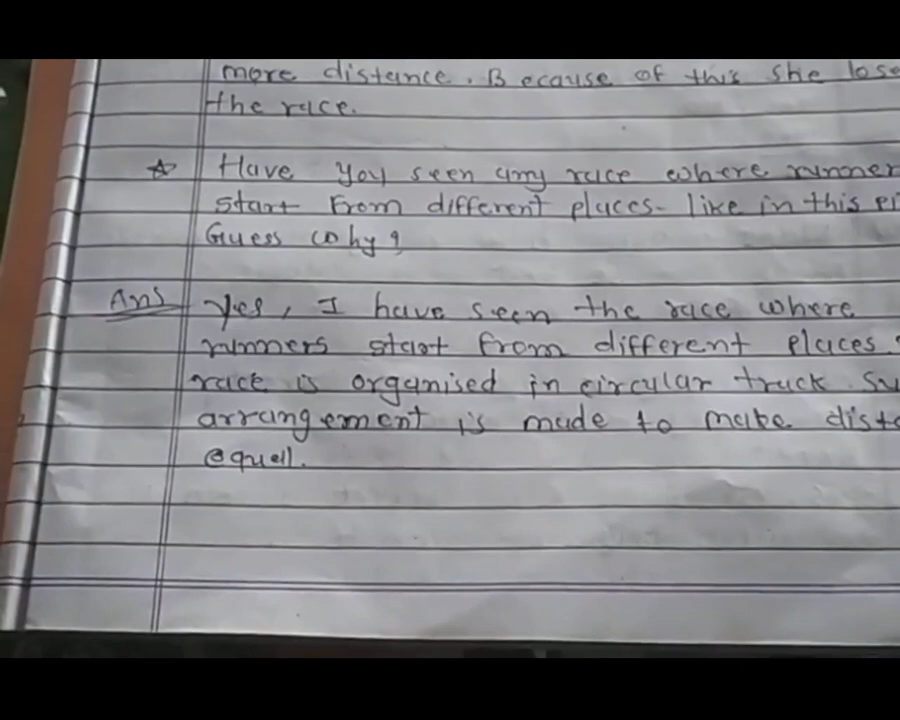 more distance. Because of this she lose
the race.
☆ Have you seen any race where runner
start from different places- like in this pi
Guess why?
Ans Yes, I have seen the race where
runners start from different places.
race is organised in circular track. Su
arrangement is made to make dista
equall.